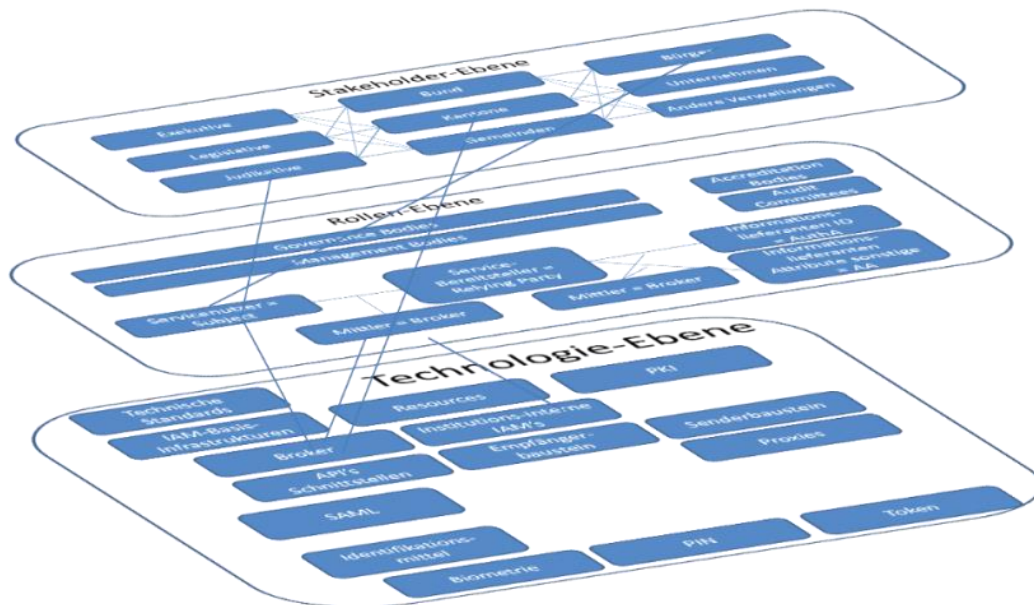 Stakeholder-Ebene
Exekutive
Legislative
Judikative
Bund
Kantone
Gemeinden
Bürger
Unternehmen
Andere Verwaltungen
Rollen-Ebene
Governance Bodies
Management Bodies
Accreditation
Bodies
Audit
Committees
Informations-
lieferanten ID
= AuthA
Informations-
lieferanten
Attribute sonstige
= AA
Service-
Bereitsteller =
Relying Party
Servicenutzer =
Subject
Mittler = Broker
Mittler = Broker
Technologie-Ebene
Technische
Standards
IAM-Basic-
Infrastrukturen
Broker
API's
Schnittstellen
SAML
Identifikations-
mittel
Biometrie
PIN
Token
Resources
Institutions-interne
IAM's
Empfänger-
baustein
PKI
Senderbaustein
Proxies